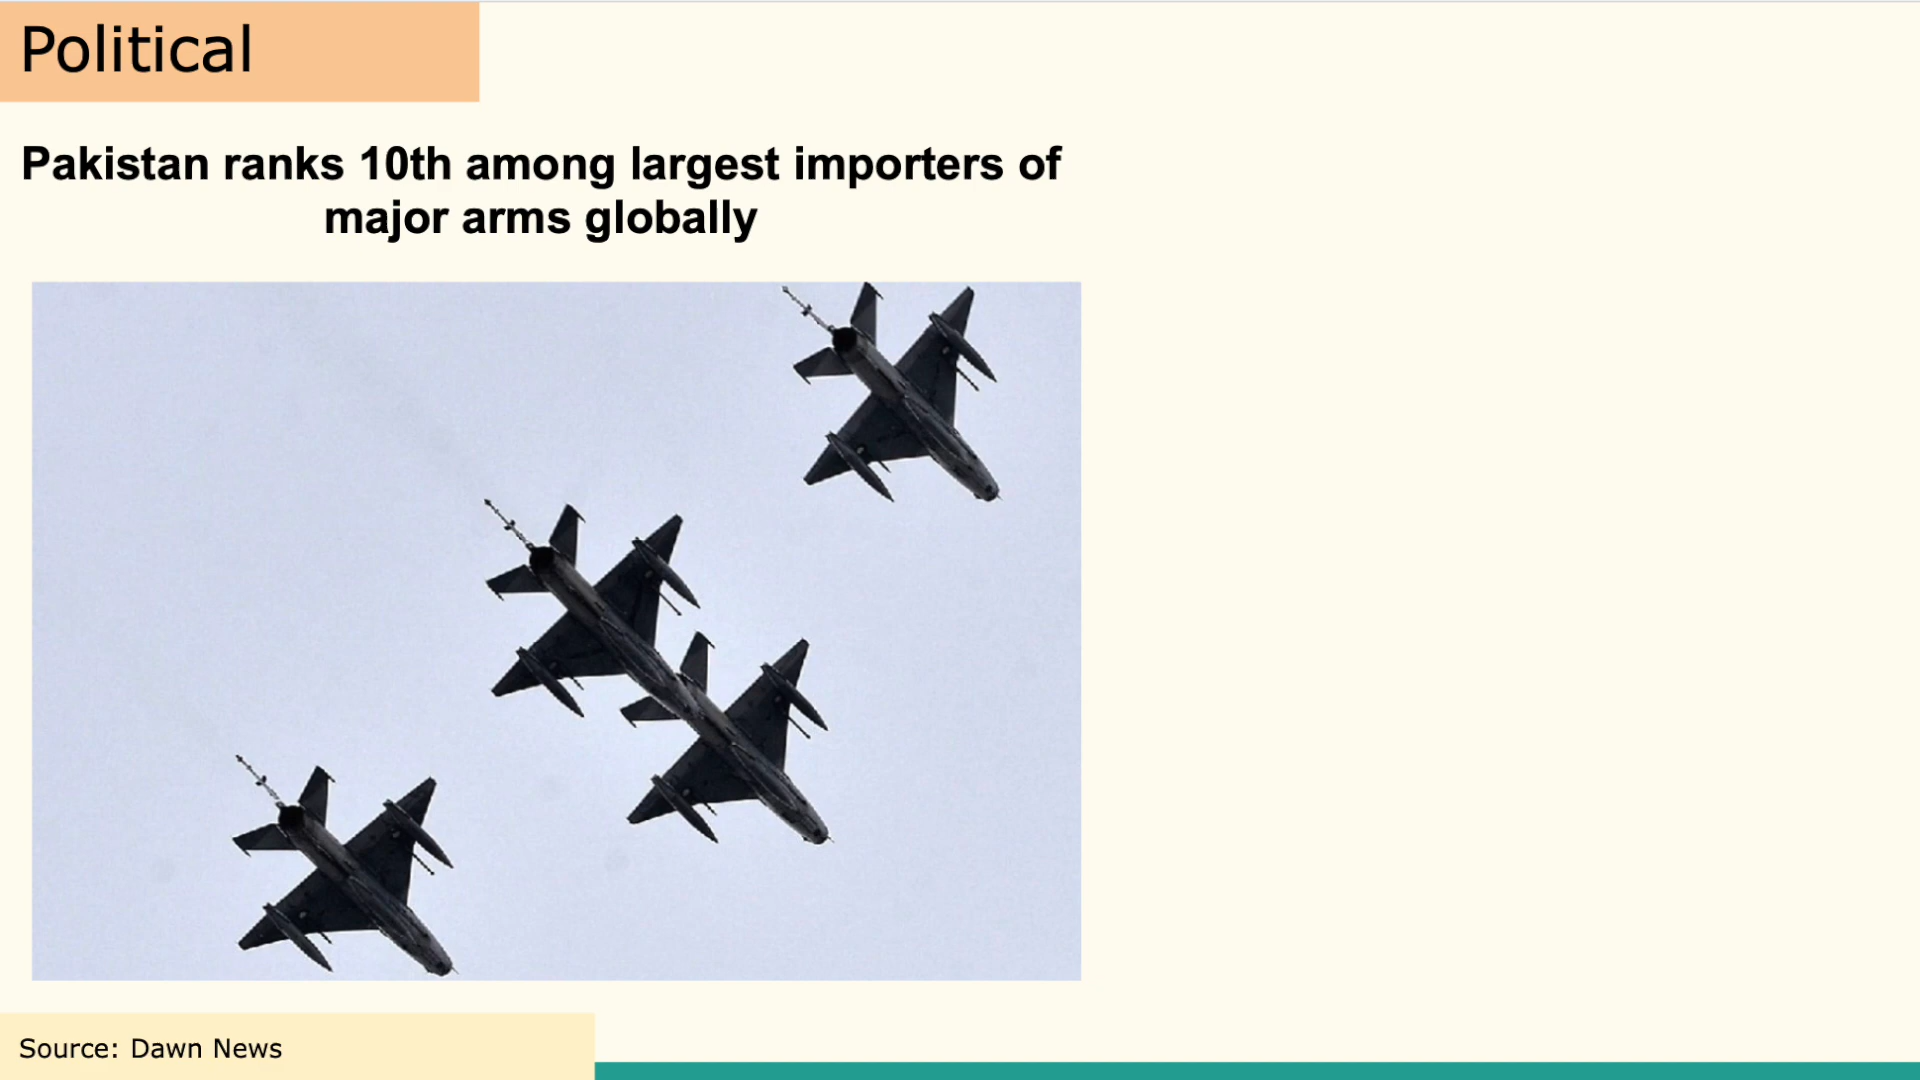 Political
Pakistan ranks 10th among largest importers of
major arms globally
Source: Dawn News